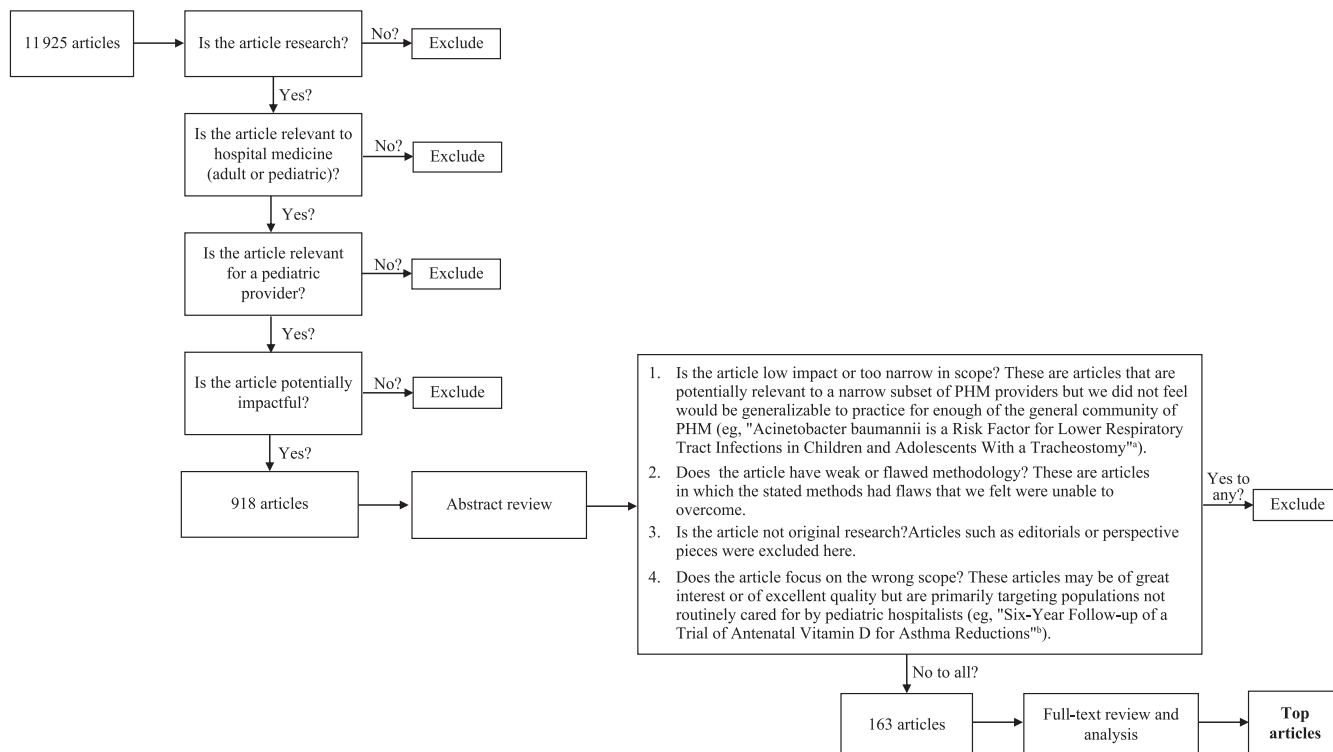 11 925 articles
Is the article research?
No?
Exclude
Yes?
Is the article relevant to
hospital medicine
(adult or pediatric)?
No?
Exclude
Yes?
Is the article relevant
for a pediatric
provider?
No?
Exclude
Yes?
Is the article potentially
impactful?
No?
Exclude
Yes?
918 articles
Abstract review
1. Is the article low impact or too narrow in scope? These are articles that are
potentially relevant to a narrow subset of PHM providers but we did not feel
would be generalizable to practice for enough of the general community of
PHM (eg, "Acinetobacter baumannii is a Risk Factor for Lower Respiratory
Tract Infections in Children and Adolescents With a Tracheostomy"ᵃ).
2. Does the article have weak or flawed methodology? These are articles
in which the stated methods had flaws that we felt were unable to
overcome.
3. Is the article not original research?Articles such as editorials or perspective
pieces were excluded here.
4. Does the article focus on the wrong scope? These articles may be of great
interest or of excellent quality but are primarily targeting populations not
routinely cared for by pediatric hospitalists (eg, "Six-Year Follow-up of a
Trial of Antenatal Vitamin D for Asthma Reductions"ᵇ).
Yes to
any?
Exclude
No to all?
163 articles
Full-text review and
analysis
Top
articles